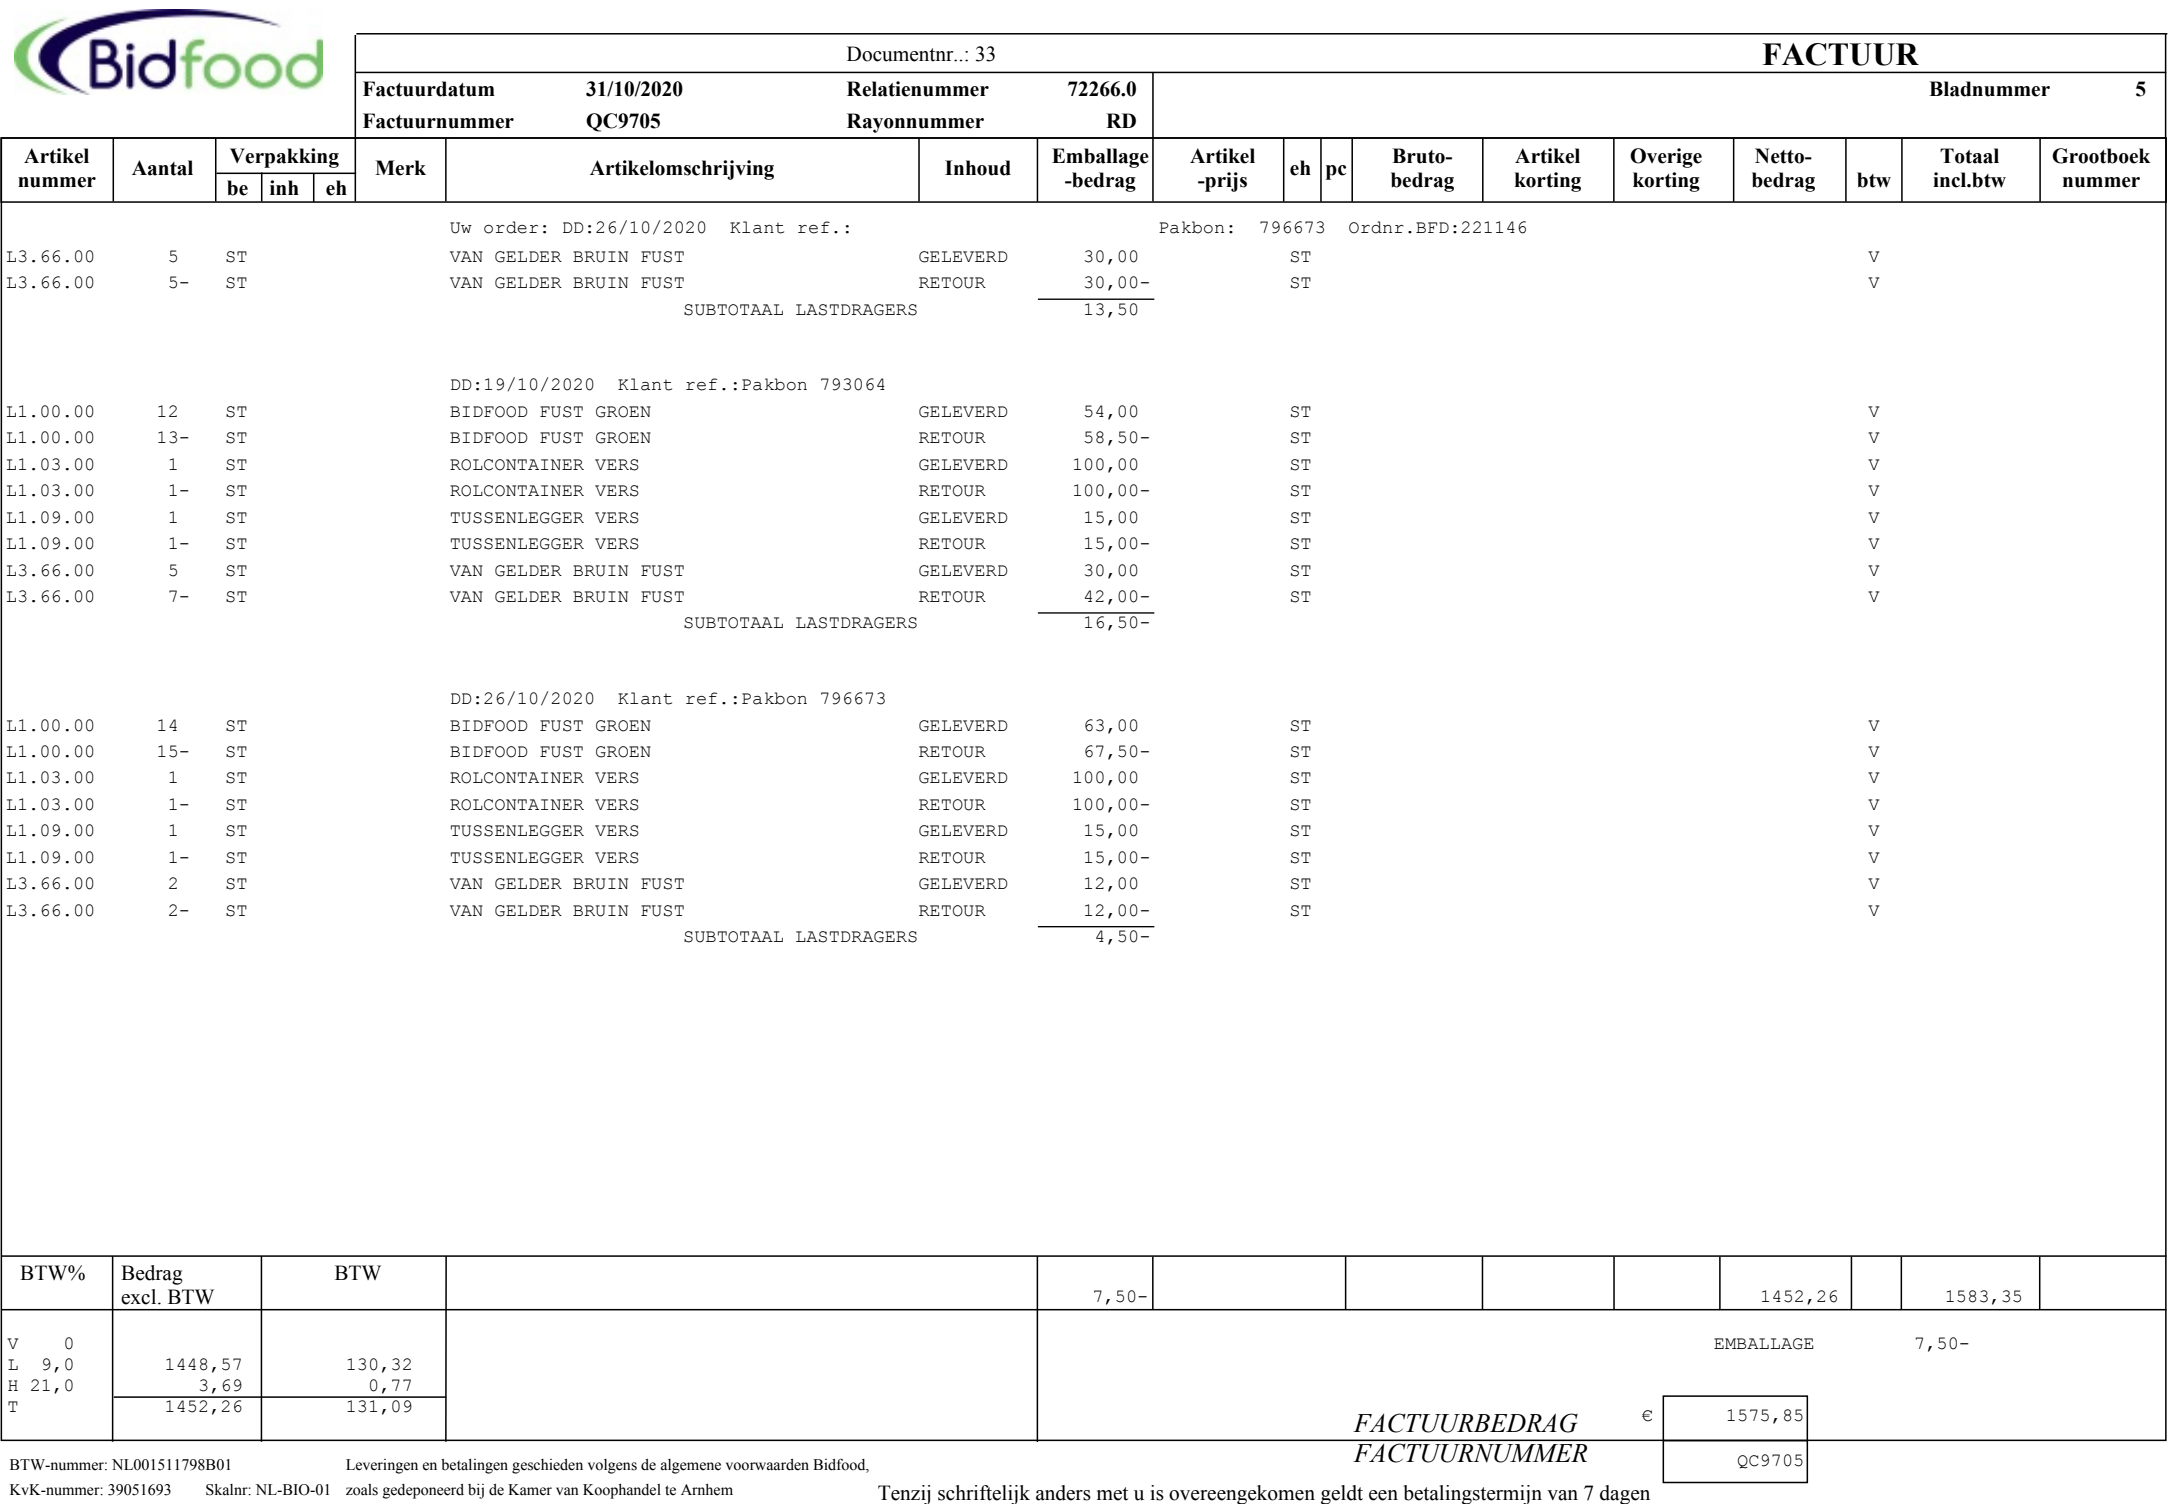 Bidfood
Documentnr..: 33 FACTUUR
Factuurdatum 31/10/2020 Relatienummer 72266.0 Bladnummer 5
Factuurnummer QC9705 Rayonnummer RD
Artikel nummer Aantal Verpakking be inh eh Merk Artikelomschrijving Inhoud Emballage -bedrag Artikel -prijs eh pc Bruto- bedrag Artikel korting Overige korting Netto- bedrag btw Totaal incl.btw Grootboek nummer
Uw order: DD:26/10/2020 Klant ref.: Pakbon: 796673 Ordnr.BFD:221146
L3.66.00 5 ST VAN GELDER BRUIN FUST GELEVERD 30,00 ST V
L3.66.00 5- ST VAN GELDER BRUIN FUST RETOUR 30,00- ST V
SUBTOTAAL LASTDRAGERS 13,50
DD:19/10/2020 Klant ref.:Pakbon 793064
L1.00.00 12 ST BIDFOOD FUST GROEN GELEVERD 54,00 ST V
L1.00.00 13- ST BIDFOOD FUST GROEN RETOUR 58,50- ST V
L1.03.00 1 ST ROLCONTAINER VERS GELEVERD 100,00 ST V
L1.03.00 1- ST ROLCONTAINER VERS RETOUR 100,00- ST V
L1.09.00 1 ST TUSSENLEGGER VERS GELEVERD 15,00 ST V
L1.09.00 1- ST TUSSENLEGGER VERS RETOUR 15,00- ST V
L3.66.00 5 ST VAN GELDER BRUIN FUST GELEVERD 30,00 ST V
L3.66.00 7- ST VAN GELDER BRUIN FUST RETOUR 42,00- ST V
SUBTOTAAL LASTDRAGERS 16,50-
DD:26/10/2020 Klant ref.:Pakbon 796673
L1.00.00 14 ST BIDFOOD FUST GROEN GELEVERD 63,00 ST V
L1.00.00 15- ST BIDFOOD FUST GROEN RETOUR 67,50- ST V
L1.03.00 1 ST ROLCONTAINER VERS GELEVERD 100,00 ST V
L1.03.00 1- ST ROLCONTAINER VERS RETOUR 100,00- ST V
L1.09.00 1 ST TUSSENLEGGER VERS GELEVERD 15,00 ST V
L1.09.00 1- ST TUSSENLEGGER VERS RETOUR 15,00- ST V
L3.66.00 2 ST VAN GELDER BRUIN FUST GELEVERD 12,00 ST V
L3.66.00 2- ST VAN GELDER BRUIN FUST RETOUR 12,00- ST V
SUBTOTAAL LASTDRAGERS 4,50-
BTW% Bedrag excl. BTW BTW 7,50- 1452,26 1583,35
V 0 EMBALLAGE 7,50-
L 9,0 1448,57 130,32
H 21,0 3,69 0,77
T 1452,26 131,09
FACTUURBEDRAG € 1575,85
FACTUURNUMMER QC9705
BTW-nummer: NL001511798B01 Leveringen en betalingen geschieden volgens de algemene voorwaarden Bidfood,
KvK-nummer: 39051693 Skalnr: NL-BIO-01 zoals gedeponeerd bij de Kamer van Koophandel te Arnhem Tenzij schriftelijk anders met u is overeengekomen geldt een betalingstermijn van 7 dagen